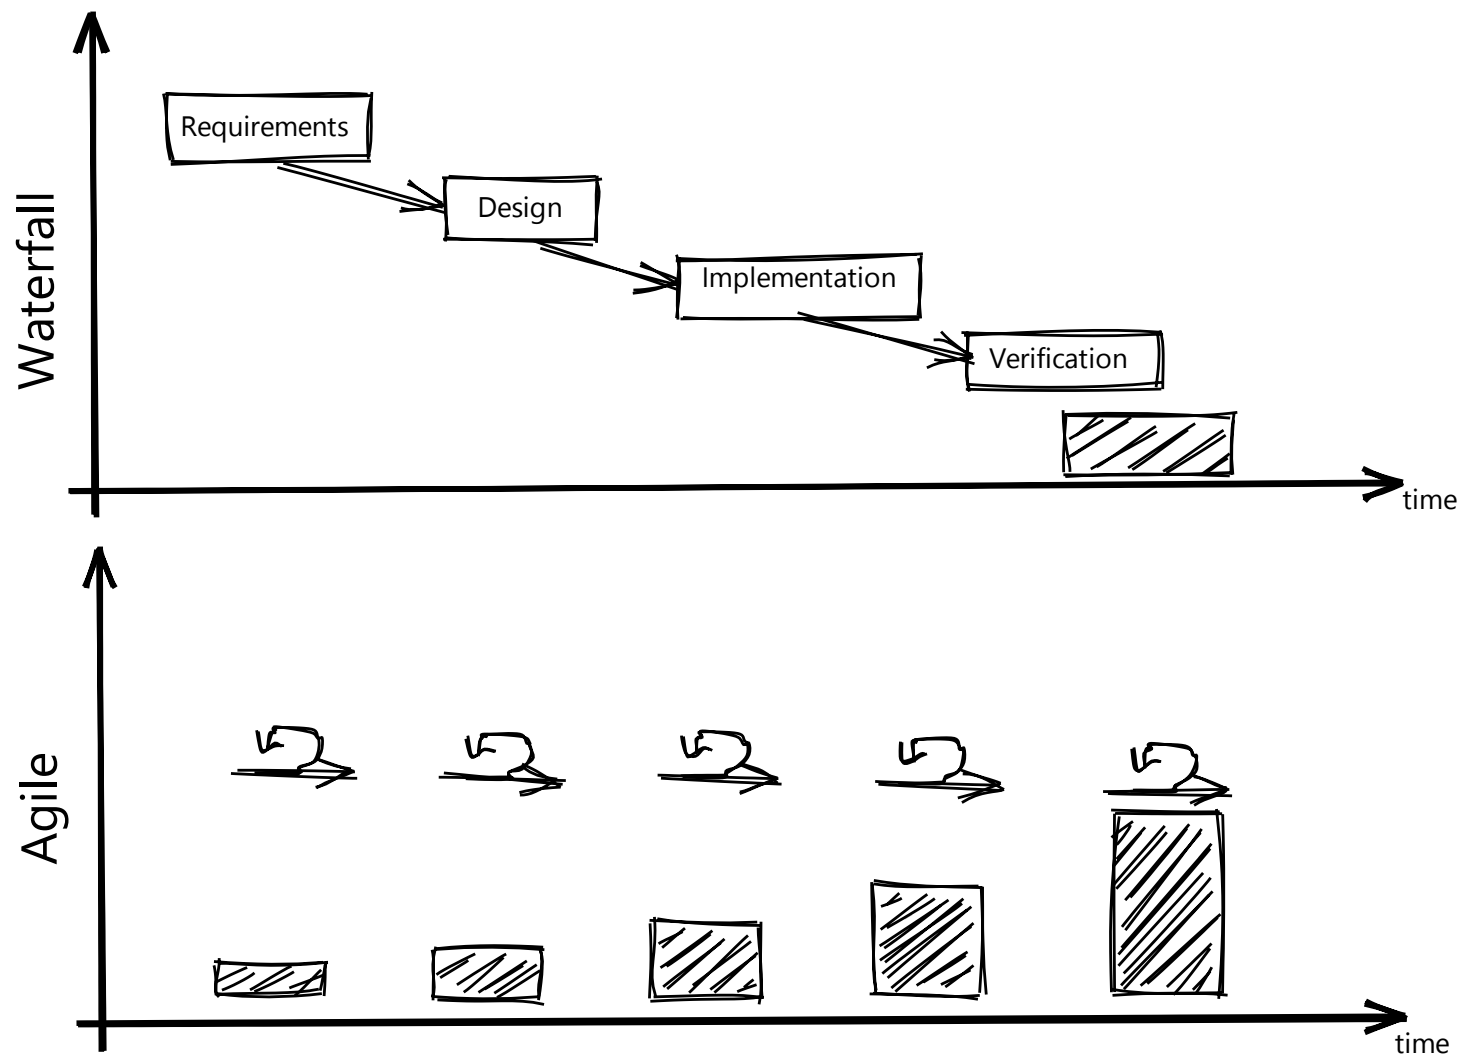 Waterfall
Requirements
Design
Implementation
Verification
time
Agile
time